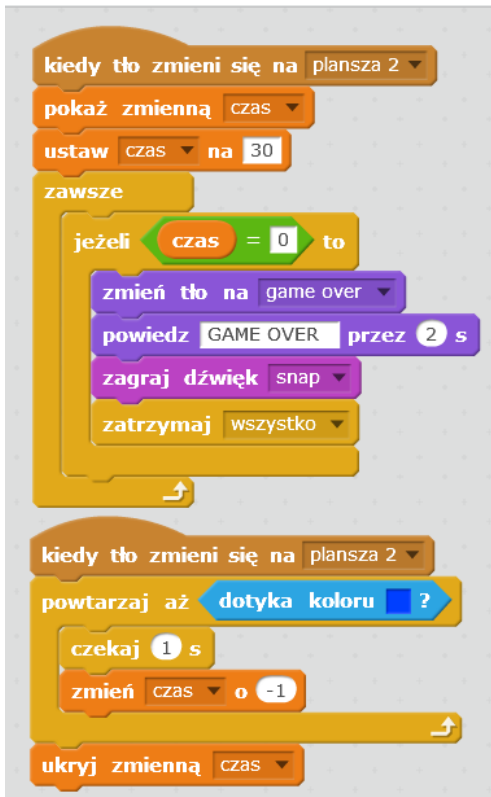 kiedy tło zmieni się na plansza 2
pokaż zmienną czas
ustaw czas na 30
zawsze
jeżeli czas = 0 to
zmień tło na game over
powiedz GAME OVER przez 2 s
zagraj dźwięk snap
zatrzymaj wszystko
kiedy tło zmieni się na plansza 2
powtarzaj aż dotyka koloru ?
czekaj 1 s
zmień czas o -1
ukryj zmienną czas